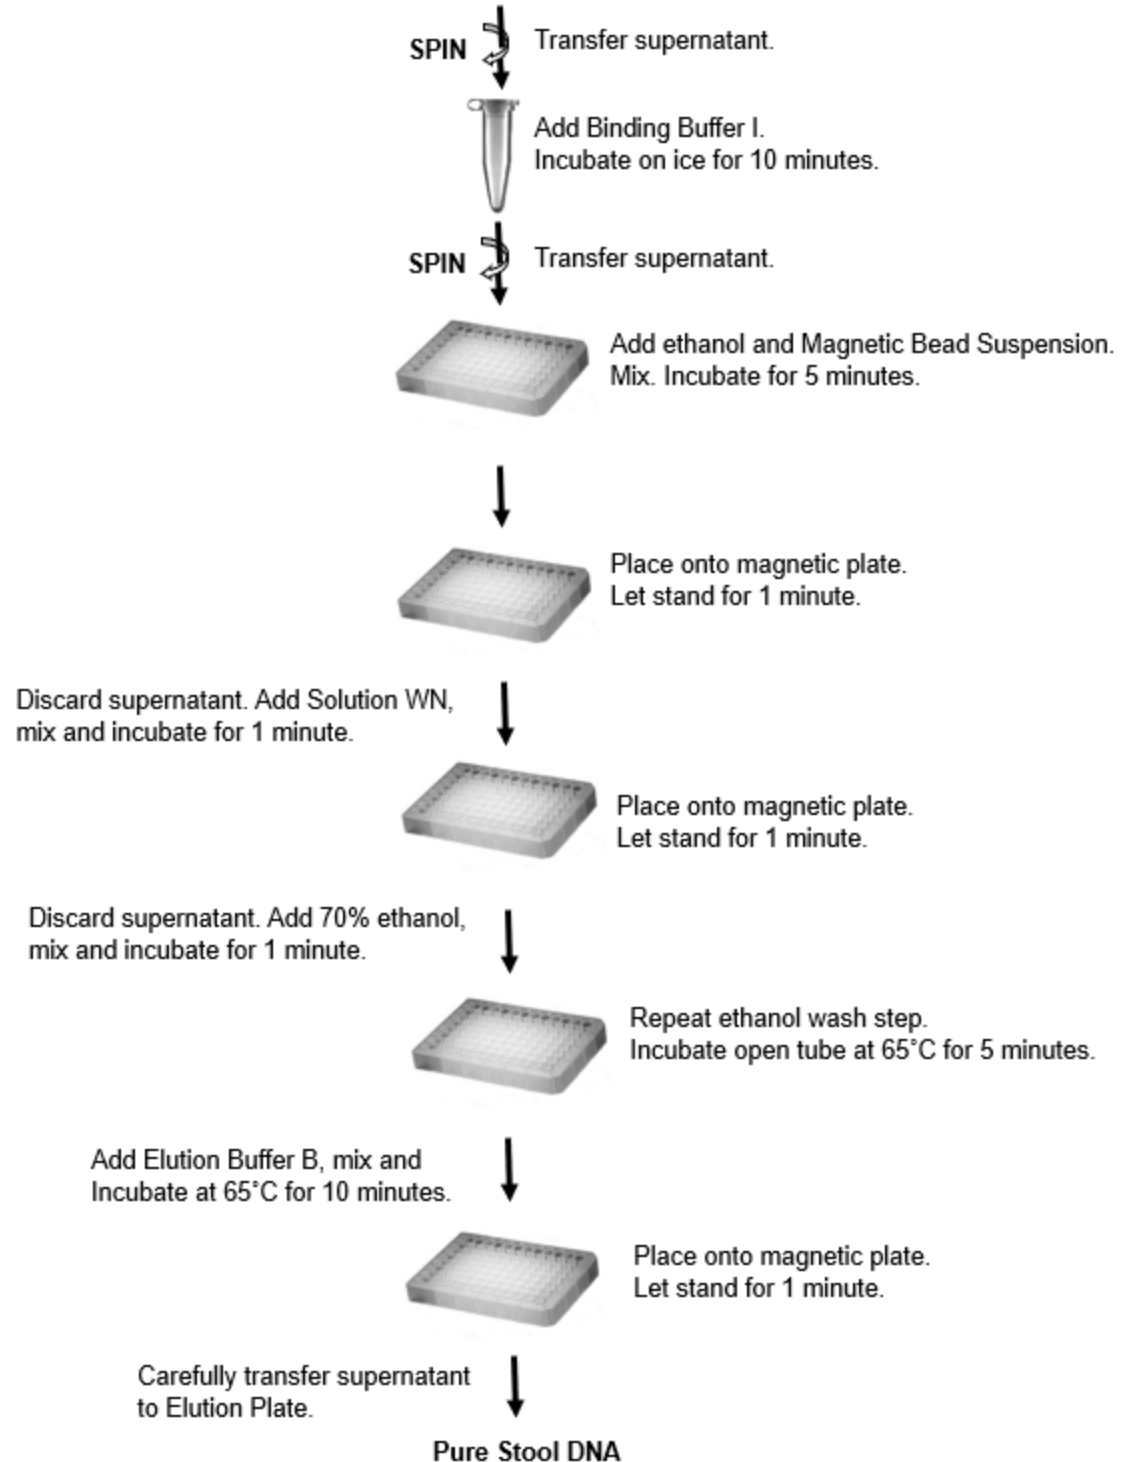 SPIN
Transfer supernatant.
Add Binding Buffer I.
Incubate on ice for 10 minutes.
SPIN
Transfer supernatant.
Add ethanol and Magnetic Bead Suspension.
Mix. Incubate for 5 minutes.
Place onto magnetic plate.
Let stand for 1 minute.
Discard supernatant. Add Solution WN,
mix and incubate for 1 minute.
Place onto magnetic plate.
Let stand for 1 minute.
Discard supernatant. Add 70% ethanol,
mix and incubate for 1 minute.
Repeat ethanol wash step.
Incubate open tube at 65˚C for 5 minutes.
Add Elution Buffer B, mix and
Incubate at 65˚C for 10 minutes.
Place onto magnetic plate.
Let stand for 1 minute.
Carefully transfer supernatant
to Elution Plate.
Pure Stool DNA